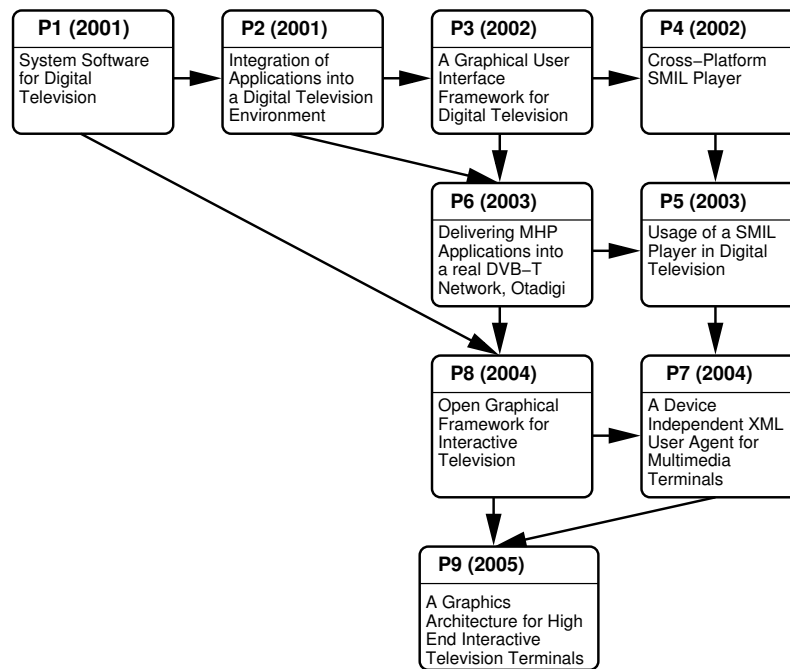 P1 (2001)
System Software
for Digital
Television
P2 (2001)
Integration of
Applications into
a Digital Television
Environment
P3 (2002)
A Graphical User
Interface
Framework for
Digital Television
P4 (2002)
Cross−Platform
SMIL Player
P6 (2003)
Delivering MHP
Applications into
a real DVB−T
Network, Otadigi
P5 (2003)
Usage of a SMIL
Player in Digital
Television
P8 (2004)
Open Graphical
Framework for
Interactive
Television
P7 (2004)
A Device
Independent XML
User Agent for
Multimedia
Terminals
P9 (2005)
A Graphics
Architecture for High
End Interactive
Television Terminals